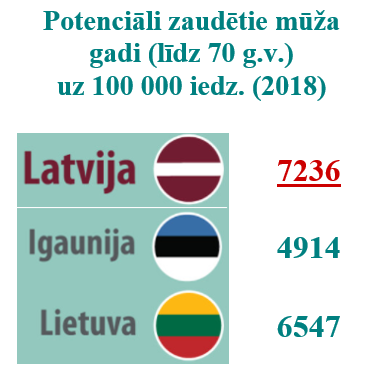 Potenciāli zaudētie mūža
gadi (līdz 70 g.v.)
uz 100 000 iedz. (2018)
Latvija 7236
Igaunija 4914
Lietuva 6547